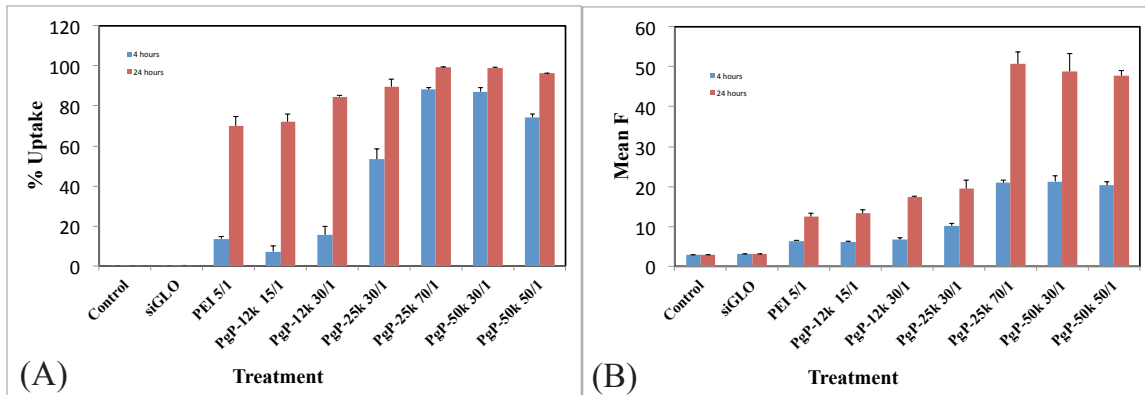 120
100
80
60
40
20
0
% Uptake
4 hours
24 hours
Control
siGLO
PEI 5/1
PgP-12k 15/1
PgP-12k 30/1
PgP-25k 30/1
PgP-25k 70/1
PgP-50k 30/1
PgP-50k 50/1
Treatment
(A)
60
50
40
30
20
10
0
Mean F
4 hours
24 hours
Control
siGLO
PEI 5/1
PgP-12k 15/1
PgP-12k 30/1
PgP-25k 30/1
PgP-25k 70/1
PgP-50k 30/1
PgP-50k 50/1
Treatment
(B)